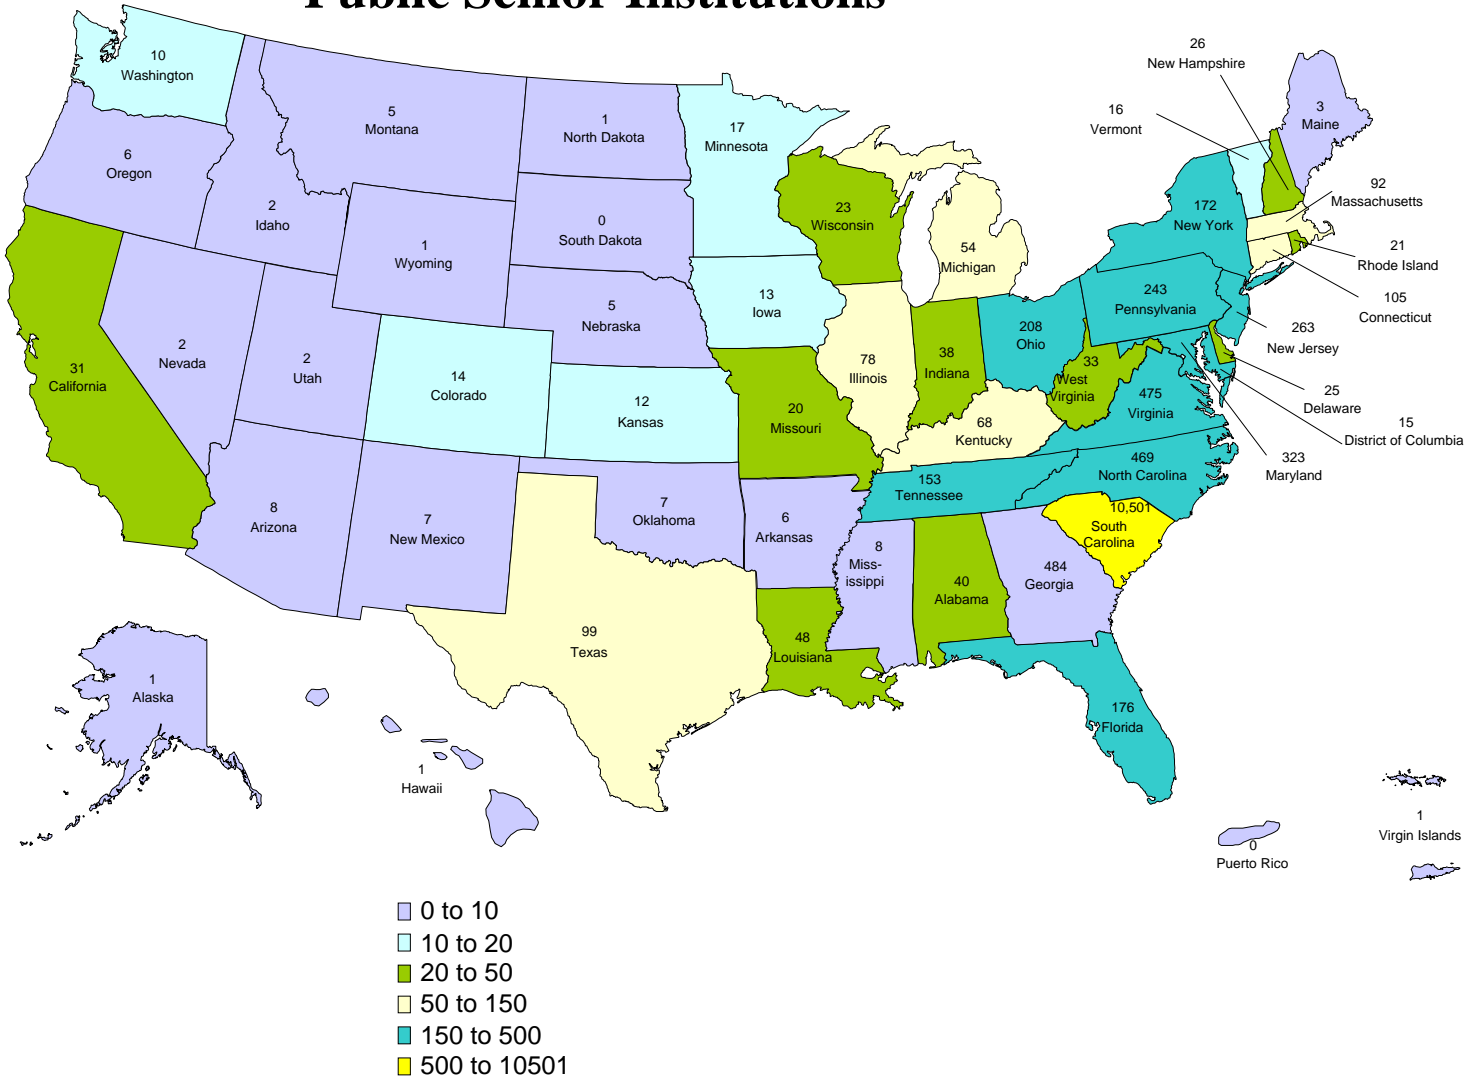 Public Senior Institutions
10
Washington
6
Oregon
5
Montana
2
Idaho
1
North Dakota
0
South Dakota
1
Wyoming
5
Nebraska
17
Minnesota
23
Wisconsin
13
Iowa
54
Michigan
26
New Hampshire
16
Vermont
3
Maine
92
Massachusetts
172
New York
21
Rhode Island
105
Connecticut
243
Pennsylvania
263
New Jersey
25
Delaware
15
District of Columbia
323
Maryland
31
California
2
Nevada
2
Utah
14
Colorado
12
Kansas
20
Missouri
78
Illinois
38
Indiana
208
Ohio
33
West
Virginia
475
Virginia
68
Kentucky
469
North Carolina
153
Tennessee
10,501
South
Carolina
8
Arizona
7
New Mexico
7
Oklahoma
6
Arkansas
8
Miss-
issippi
40
Alabama
484
Georgia
99
Texas
48
Louisiana
176
Florida
1
Alaska
1
Hawaii
0
Puerto Rico
1
Virgin Islands
0 to 10
10 to 20
20 to 50
50 to 150
150 to 500
500 to 10501